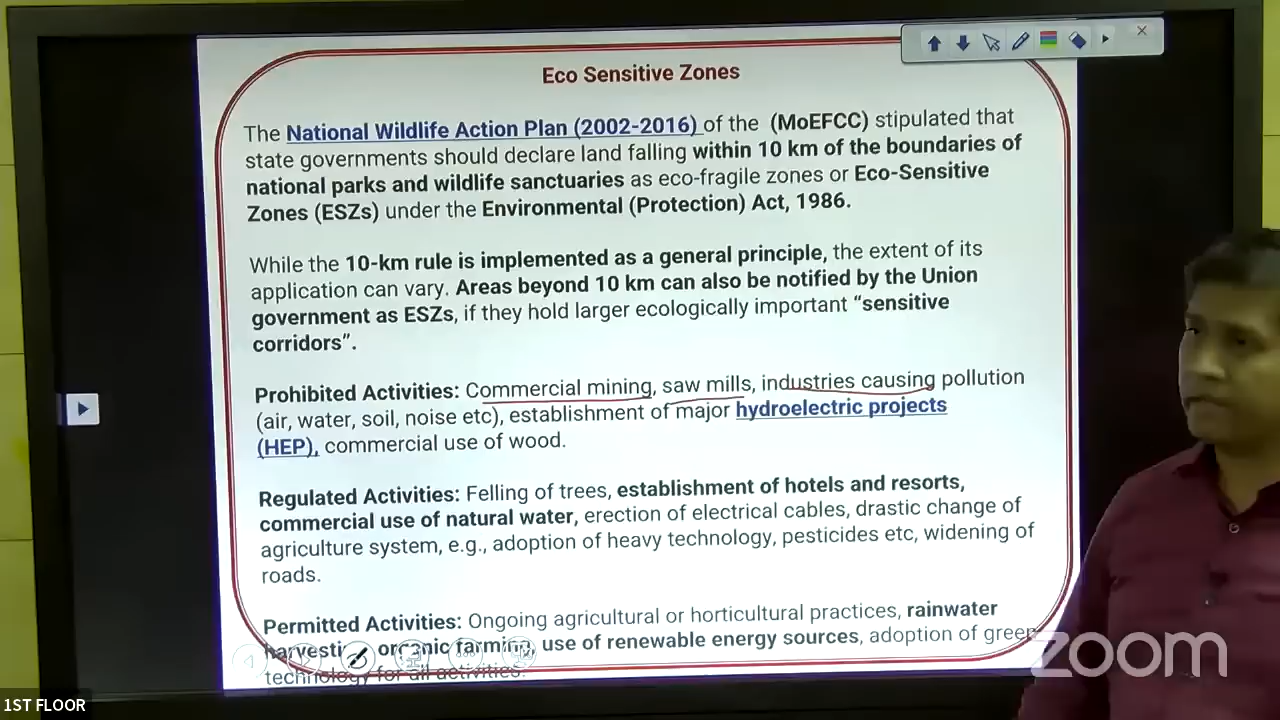 Eco Sensitive Zones
The National Wildlife Action Plan (2002-2016) of the (MoEFCC) stipulated that
state governments should declare land falling within 10 km of the boundaries of
national parks and wildlife sanctuaries as eco-fragile zones or Eco-Sensitive
Zones (ESZs) under the Environmental (Protection) Act, 1986.
While the 10-km rule is implemented as a general principle, the extent of its
application can vary. Areas beyond 10 km can also be notified by the Union
government as ESZs, if they hold larger ecologically important “sensitive
corridors”.
Prohibited Activities: Commercial mining, saw mills, industries causing pollution
(air, water, soil, noise etc), establishment of major hydroelectric projects
(HEP), commercial use of wood.
Regulated Activities: Felling of trees, establishment of hotels and resorts,
commercial use of natural water, erection of electrical cables, drastic change of
agriculture system, e.g., adoption of heavy technology, pesticides etc, widening of
roads.
Permitted Activities: Ongoing agricultural or horticultural practices, rainwater
harvesting, organic farming, use of renewable energy sources, adoption of green
technology for all activities.
zoom
1ST FLOOR